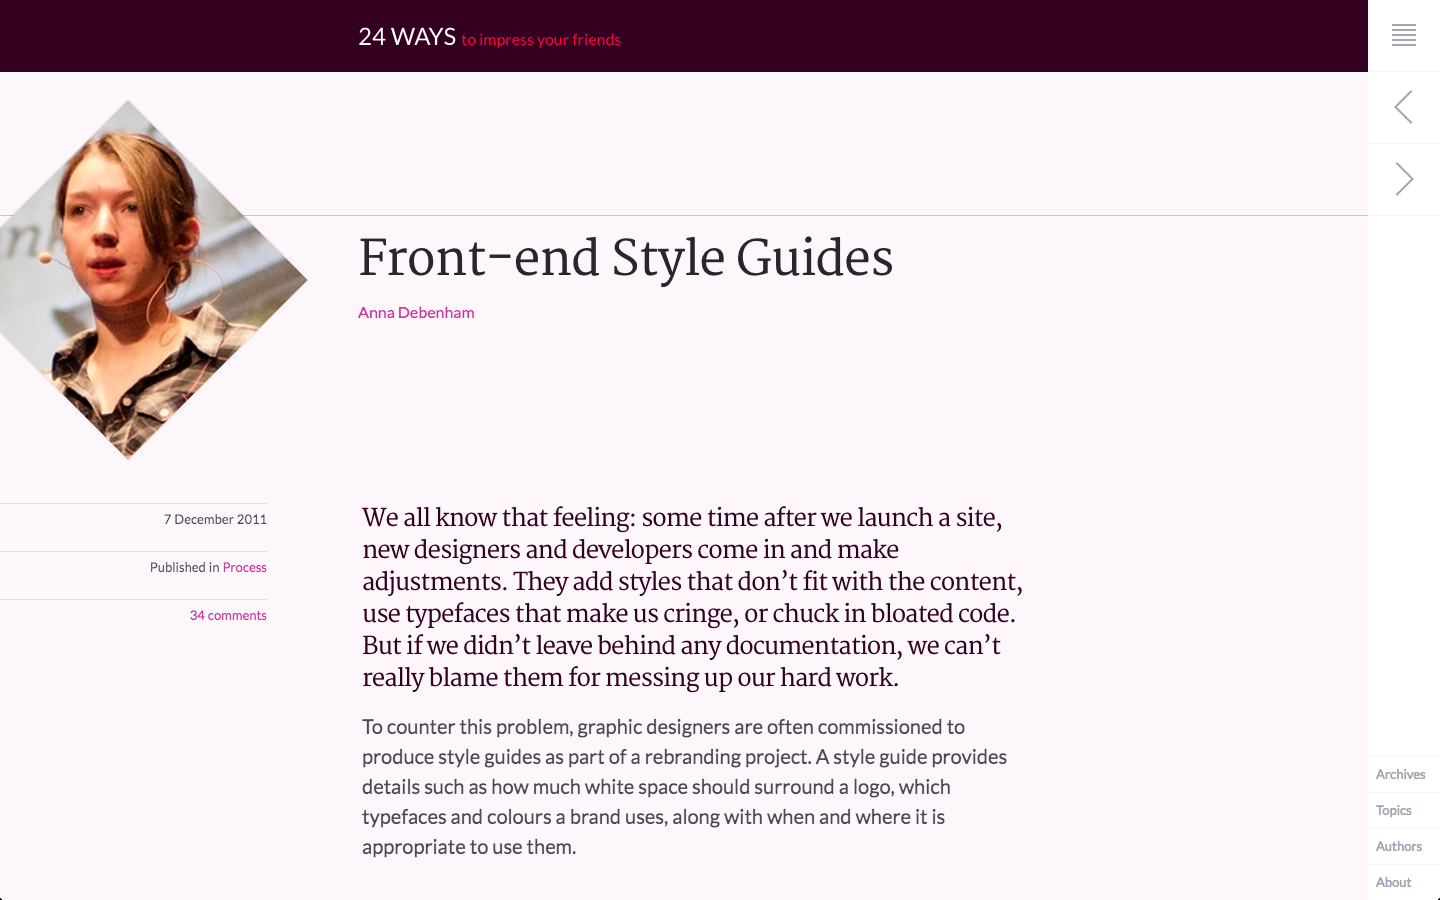 24 WAYS to impress your friends
Front-end Style Guides
Anna Debenham
7 December 2011
Published in Process
34 comments
We all know that feeling: some time after we launch a site,
new designers and developers come in and make
adjustments. They add styles that don’t fit with the content,
use typefaces that make us cringe, or chuck in bloated code.
But if we didn’t leave behind any documentation, we can’t
really blame them for messing up our hard work.
To counter this problem, graphic designers are often commissioned to
produce style guides as part of a rebranding project. A style guide provides
details such as how much white space should surround a logo, which
typefaces and colours a brand uses, along with when and where it is
appropriate to use them.
Archives
Topics
Authors
About